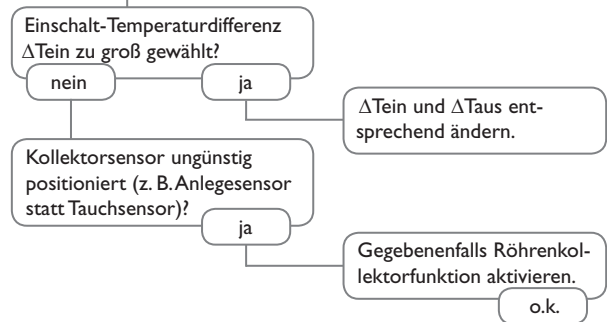 Einschalt-Temperaturdifferenz
ΔTein zu groß gewählt?
nein
ja
ΔTein und ΔTaus ent-
sprechend ändern.
Kollektorsensor ungünstig
positioniert (z. B. Anlegesensor
statt Tauchsensor)?
ja
Gegebenenfalls Röhrenkol-
lektorfunktion aktivieren.
o.k.